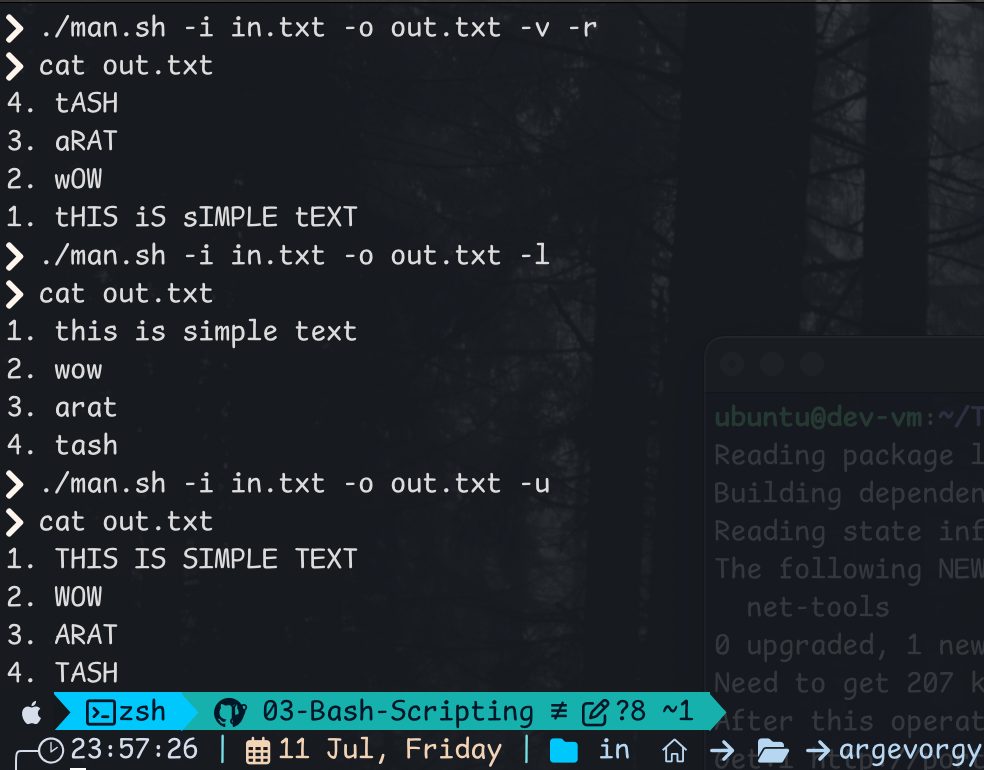 ❯ ./man.sh -i in.txt -o out.txt -v -r
❯ cat out.txt
4. tASH
3. aRAT
2. wOW
1. tHIS iS sIMPLE tEXT
❯ ./man.sh -i in.txt -o out.txt -l
❯ cat out.txt
1. this is simple text
2. wow
3. arat
4. tash
❯ ./man.sh -i in.txt -o out.txt -u
❯ cat out.txt
1. THIS IS SIMPLE TEXT
2. WOW
3. ARAT
4. TASH
zsh 03-Bash-Scripting ≢ ?8 ~1
23:57:26 | 11 Jul, Friday | in → → argevorgy
ubuntu@dev-vm:~/T
Reading package l
Building dependen
Reading state inf
The following NEW
net-tools
0 upgraded, 1 new
Need to get 207 k
After this operat